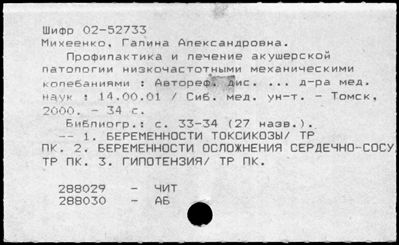 Шифр 02-52733
Михеенко, Галина Александровна.
Профилактика и лечение акушерской
патологии низкочастотными механическими
колебаниями : Автореф. дис. ... д-ра мед.
наук : 14.00.01 / Сиб. мед. ун-т. - Томск,
2000. - 34 с.
Библиогр.: с. 33-34 (27 назв.).
-- 1. БЕРЕМЕННОСТИ ТОКСИКОЗЫ/ ТР
ПК. 2. БЕРЕМЕННОСТИ ОСЛОЖНЕНИЯ СЕРДЕЧНО-СОСУ
ТР ПК. 3. ГИПОТЕНЗИЯ/ ТР ПК.
288029 - ЧИТ
288030 - АБ